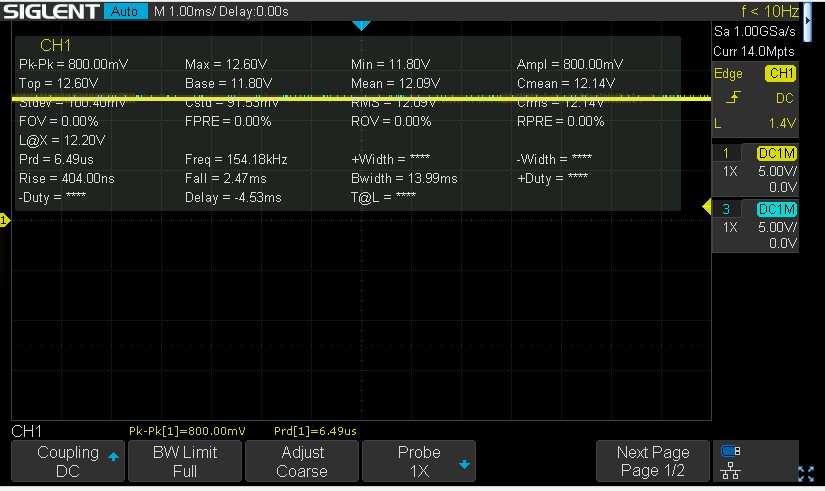 SIGLENT Auto M 1.00ms/ Delay:0.00s f < 10Hz
Sa 1.00GSa/s
Curr 14.0Mpts
CH1
Pk-Pk = 800.00mV Max = 12.60V Min = 11.80V Ampl = 800.00mV
Top = 12.60V Base = 11.80V Mean = 12.09V Cmean = 12.14V
Stdev = 100.40mV Cstd = 91.53mV RMS = 12.09V Crms = 12.14V
FOV = 0.00% FPRE = 0.00% ROV = 0.00% RPRE = 0.00%
L@X = 12.20V
Prd = 6.49us Freq = 154.18kHz +Width = **** -Width = ****
Rise = 404.00ns Fall = 2.47ms Bwidth = 13.99ms +Duty = ****
-Duty = **** Delay = -4.53ms T@L = ****
Edge CH1
DC
L 1.4V
1 DC1M
1X 5.00V/
0.0V
3 DC1M
1X 5.00V/
0.0V
1
CH1 Pk-Pk[1]=800.00mV Prd[1]=6.49us
Coupling
DC
BW Limit
Full
Adjust
Coarse
Probe
1X
Next Page
Page 1/2